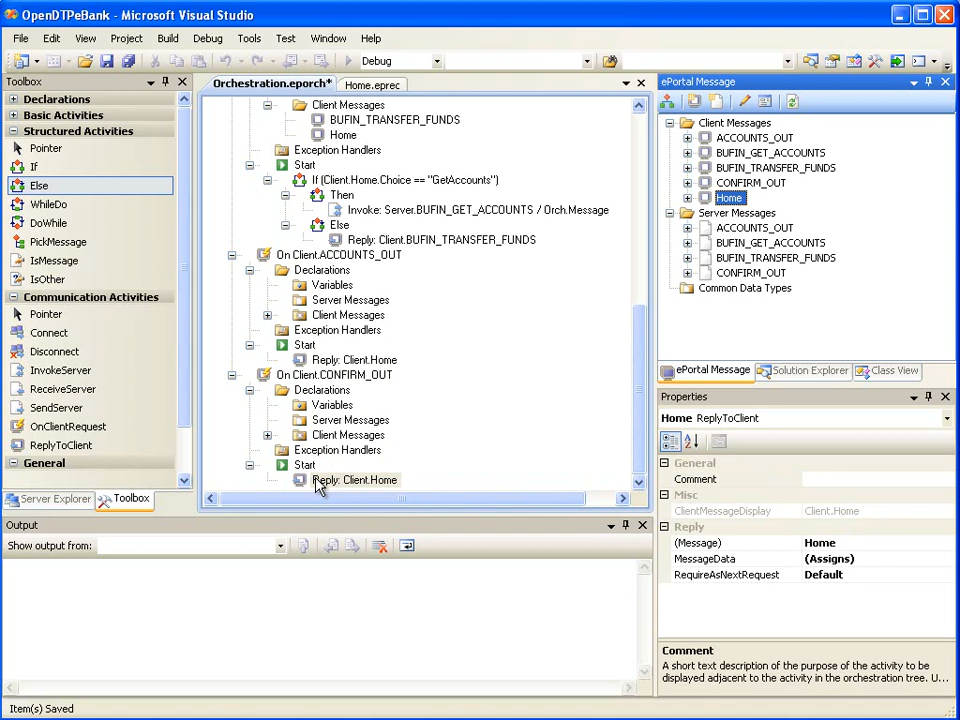 OpenDTPeBank - Microsoft Visual Studio
File Edit View Project Build Debug Tools Test Window Help
Debug
Toolbox
Declarations
Basic Activities
Structured Activities
Pointer
If
Else
WhileDo
DoWhile
PickMessage
IsMessage
IsOther
Communication Activities
Pointer
Connect
Disconnect
InvokeServer
ReceiveServer
SendServer
OnClientRequest
ReplyToClient
General
Server Explorer Toolbox
Orchestration.eporch* Home.eprec
Client Messages
BUFIN_TRANSFER_FUNDS
Home
Exception Handlers
Start
If (Client.Home.Choice == "GetAccounts")
Then
Invoke: Server.BUFIN_GET_ACCOUNTS / Orch.Message
Else
Reply: Client.BUFIN_TRANSFER_FUNDS
On Client.ACCOUNTS_OUT
Declarations
Variables
Server Messages
Client Messages
Exception Handlers
Start
Reply: Client.Home
On Client.CONFIRM_OUT
Declarations
Variables
Server Messages
Client Messages
Exception Handlers
Start
Reply: Client.Home
ePortal Message
Client Messages
ACCOUNTS_OUT
BUFIN_GET_ACCOUNTS
BUFIN_TRANSFER_FUNDS
CONFIRM_OUT
Home
Server Messages
ACCOUNTS_OUT
BUFIN_GET_ACCOUNTS
BUFIN_TRANSFER_FUNDS
CONFIRM_OUT
Common Data Types
ePortal Message Solution Explorer Class View
Properties
Home ReplyToClient
General
Comment
Misc
ClientMessageDisplay Client.Home
Reply
(Message) Home
MessageData (Assigns)
RequireAsNextRequest Default
Comment
A short text description of the purpose of the activity to be
displayed adjacent to the activity in the orchestration tree. U...
Output
Show output from:
Item(s) Saved